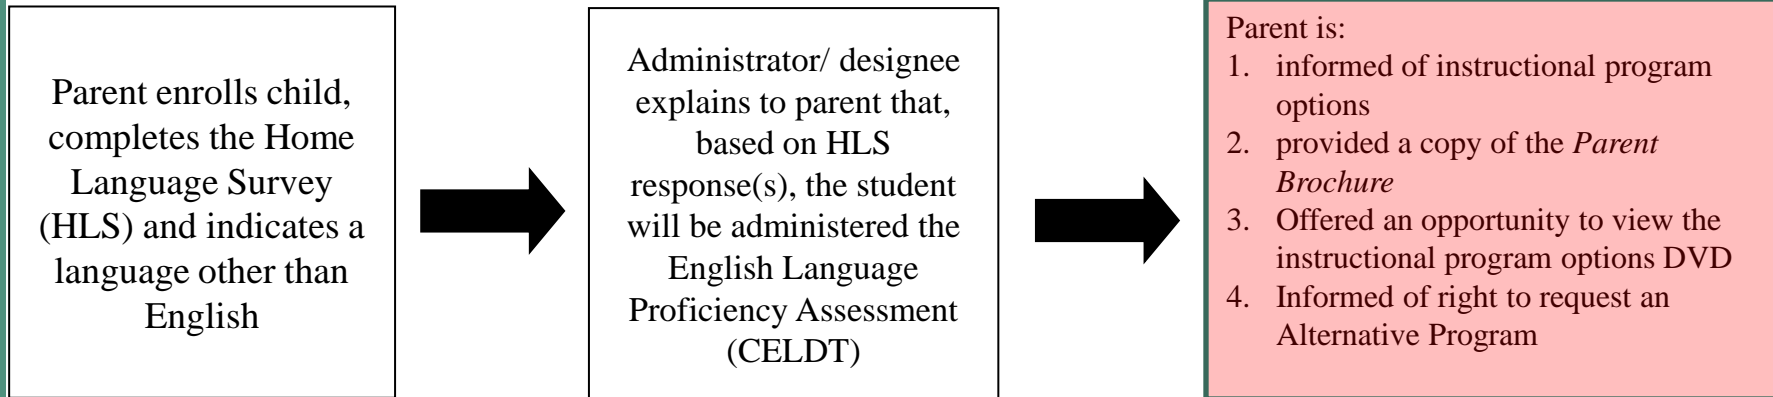 Parent enrolls child,
completes the Home
Language Survey
(HLS) and indicates a
language other than
English
Administrator/ designee
explains to parent that,
based on HLS
response(s), the student
will be administered the
English Language
Proficiency Assessment
(CELDT)
Parent is:
1. informed of instructional program
options
2. provided a copy of the Parent
Brochure
3. Offered an opportunity to view the
instructional program options DVD
4. Informed of right to request an
Alternative Program